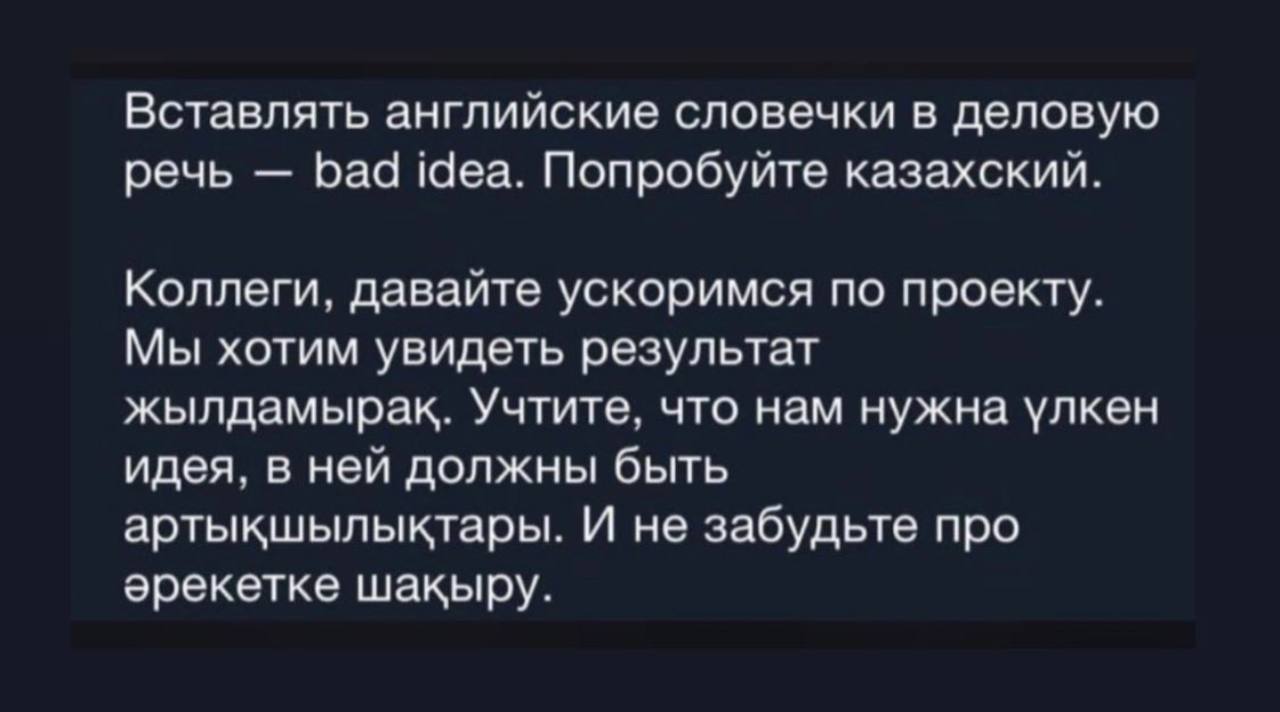 Вставлять английские словечки в деловую
речь — bad idea. Попробуйте казахский.
Коллеги, давайте ускоримся по проекту.
Мы хотим увидеть результат
жылдамырақ. Учтите, что нам нужна үлкен
идея, в ней должны быть
артықшылықтары. И не забудьте про
әрекетке шақыру.